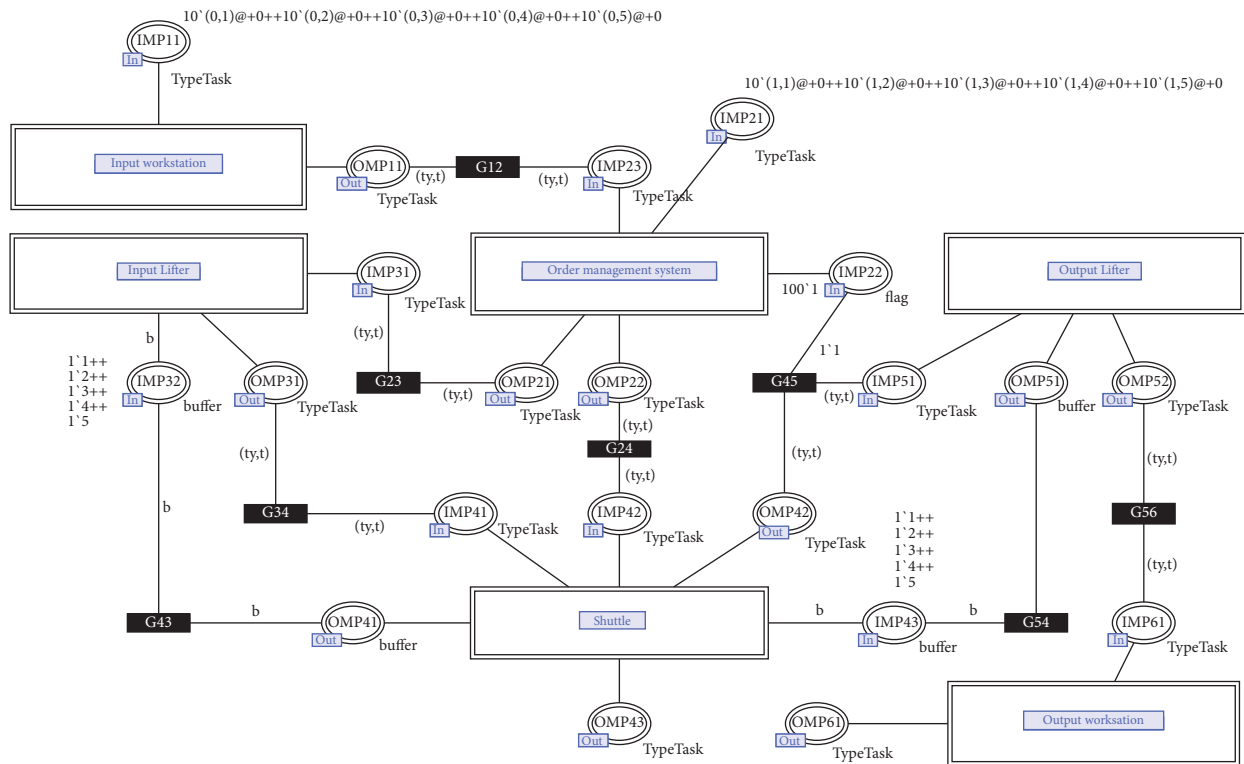 10`(0,1)@+0++10`(0,2)@+0++10`(0,3)@+0++10`(0,4)@+0++10`(0,5)@+0
IMP11
In
TypeTask
10`(1,1)@+0++10`(1,2)@+0++10`(1,3)@+0++10`(1,4)@+0++10`(1,5)@+0
IMP21
In
TypeTask
Input workstation
OMP11
Out
TypeTask
(ty,t)
G12
(ty,t)
IMP23
In
TypeTask
Input Lifter
IMP31
In
TypeTask
Order management system
100`1
IMP22
In
flag
Output Lifter
b
1`1++
1`2++
1`3++
1`4++
1`5
IMP32
In
buffer
OMP31
Out
TypeTask
(ty,t)
G23
(ty,t)
OMP21
Out
TypeTask
OMP22
Out
TypeTask
1`1
G45
(ty,t)
IMP51
In
TypeTask
OMP51
Out
buffer
OMP52
Out
TypeTask
(ty,t)
G24
(ty,t)
(ty,t)
(ty,t)
(ty,t)
b
G34
(ty,t)
IMP41
In
TypeTask
IMP42
In
TypeTask
OMP42
Out
TypeTask
1`1++
1`2++
1`3++
1`4++
1`5
G56
(ty,t)
G43
b
OMP41
Out
buffer
Shuttle
b
IMP43
In
buffer
b
G54
IMP61
In
TypeTask
OMP43
Out
TypeTask
OMP61
Out
TypeTask
Output worksation